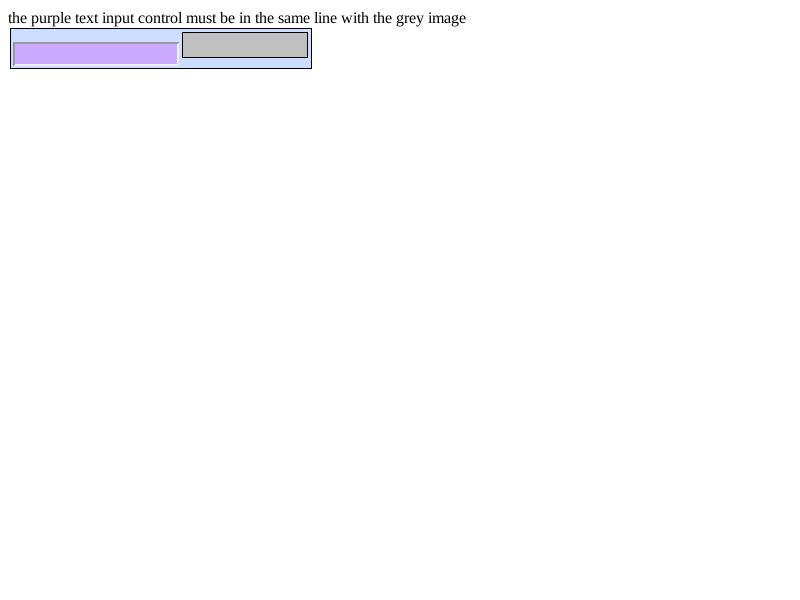 the purple text input control must be in the same line with the grey image